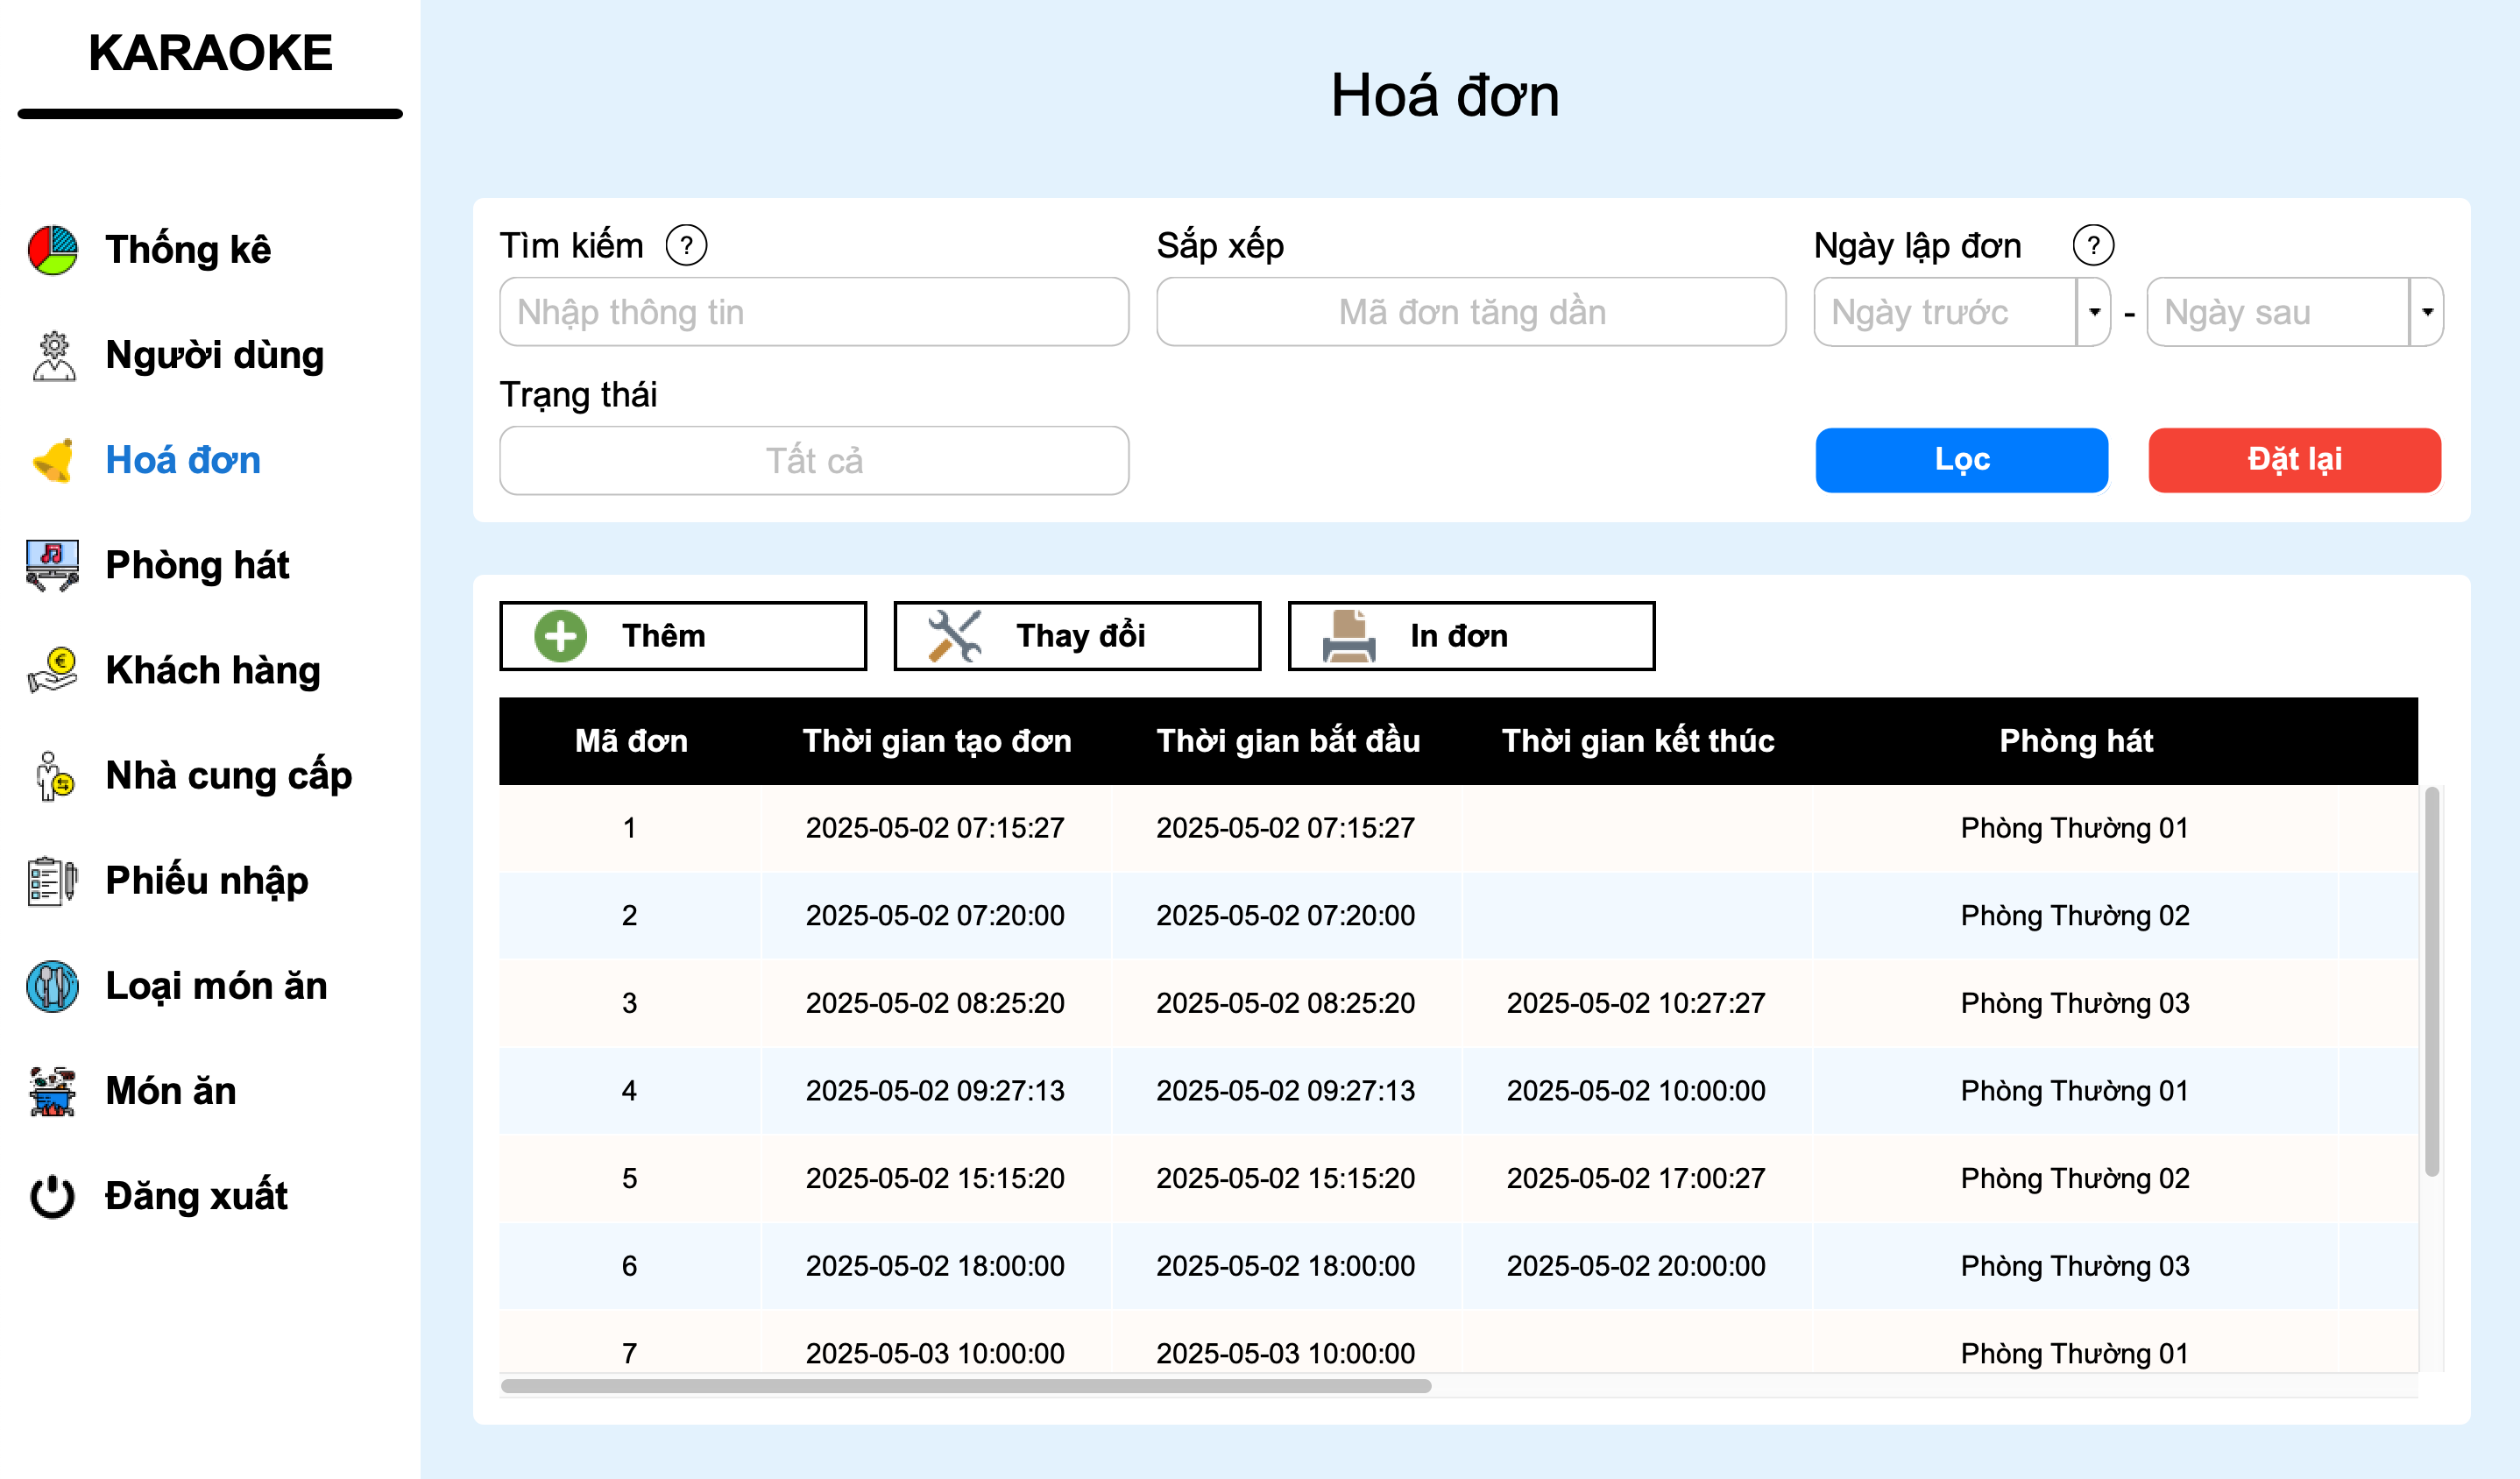 KARAOKE
Thống kê
Người dùng
Hoá đơn
Phòng hát
Khách hàng
Nhà cung cấp
Phiếu nhập
Loại món ăn
Món ăn
Đăng xuất
Hoá đơn
Tìm kiếm ? Sắp xếp Ngày lập đơn ?
Nhập thông tin Mã đơn tăng dần Ngày trước - Ngày sau
Trạng thái
Tất cả Lọc Đặt lại
Thêm Thay đổi In đơn
Mã đơn Thời gian tạo đơn Thời gian bắt đầu Thời gian kết thúc Phòng hát
1 2025-05-02 07:15:27 2025-05-02 07:15:27 Phòng Thường 01
2 2025-05-02 07:20:00 2025-05-02 07:20:00 Phòng Thường 02
3 2025-05-02 08:25:20 2025-05-02 08:25:20 2025-05-02 10:27:27 Phòng Thường 03
4 2025-05-02 09:27:13 2025-05-02 09:27:13 2025-05-02 10:00:00 Phòng Thường 01
5 2025-05-02 15:15:20 2025-05-02 15:15:20 2025-05-02 17:00:27 Phòng Thường 02
6 2025-05-02 18:00:00 2025-05-02 18:00:00 2025-05-02 20:00:00 Phòng Thường 03
7 2025-05-03 10:00:00 2025-05-03 10:00:00 Phòng Thường 01